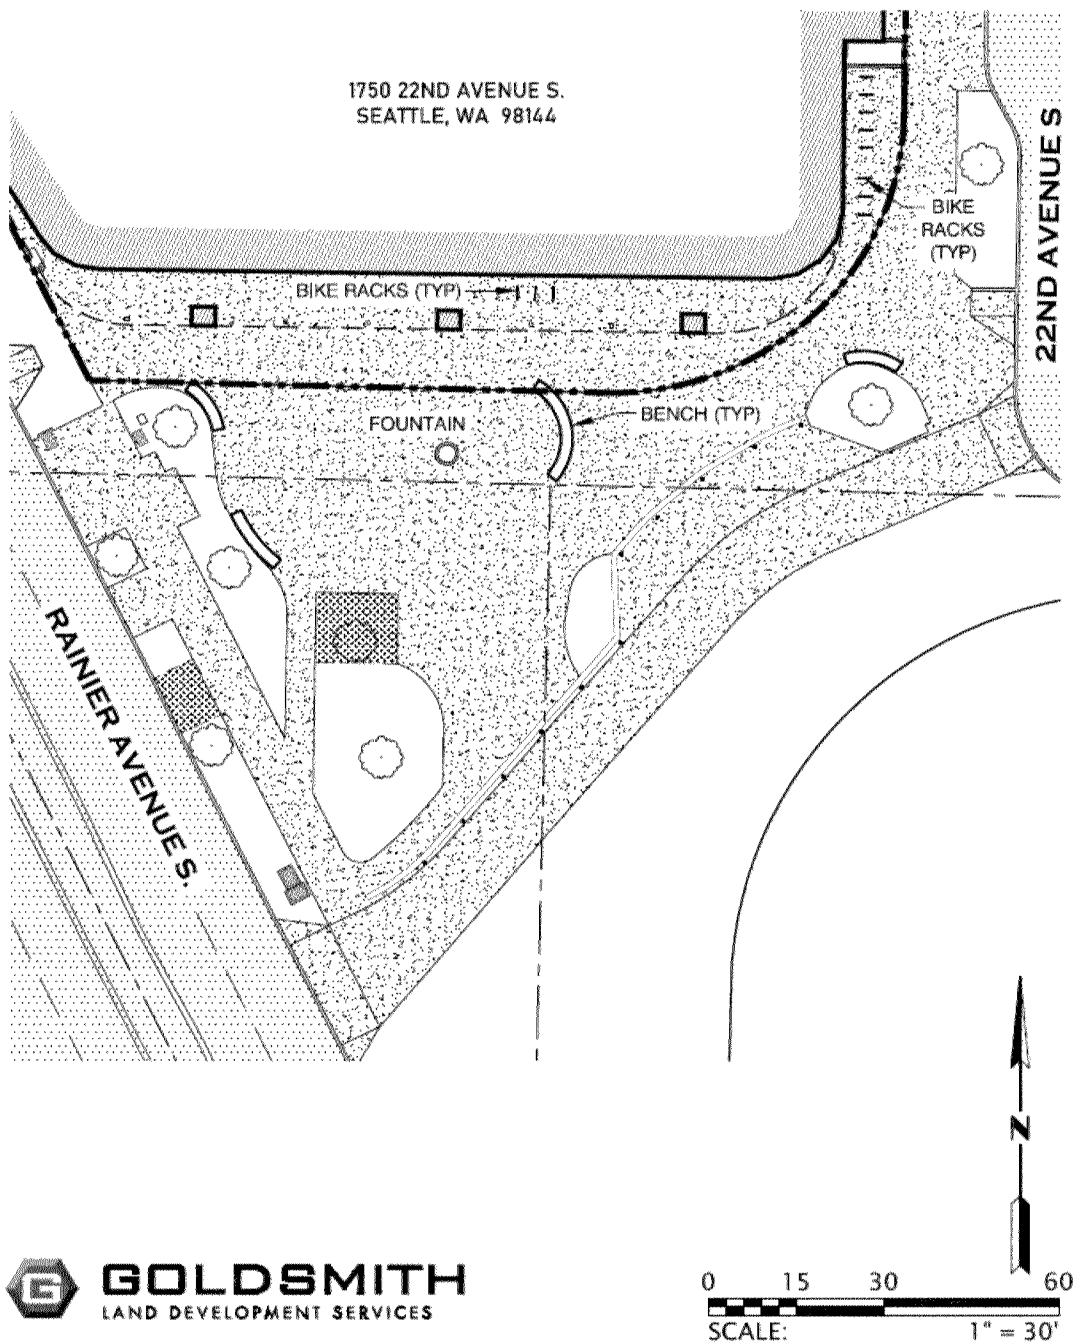 1750 22ND AVENUE S.
SEATTLE, WA 98144
22ND AVENUE S
BIKE
RACKS
(TYP)
BIKE RACKS (TYP)
FOUNTAIN
BENCH (TYP)
RAINIER AVENUE S.
N
G GOLDSMITH
LAND DEVELOPMENT SERVICES
0 15 30 60
SCALE: 1" = 30'